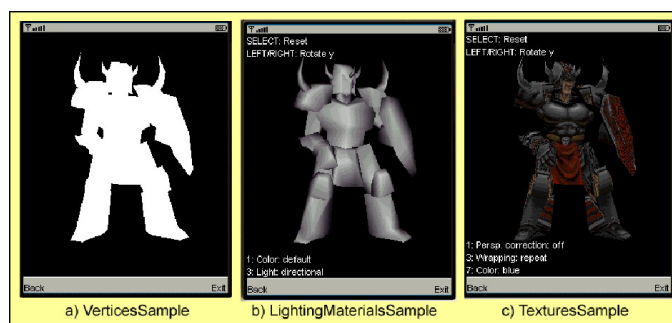 SELECT: Reset
LEFT/RIGHT: Rotate y
1: Color: default
3: Light: directional
SELECT: Reset
LEFT/RIGHT: Rotate y
1: Persp. correction: off
3: Wrapping: repeat
7: Color: blue
Back Exit
Back Exit
Back Exit
a) VerticesSample
b) LightingMaterialsSample
c) TexturesSample